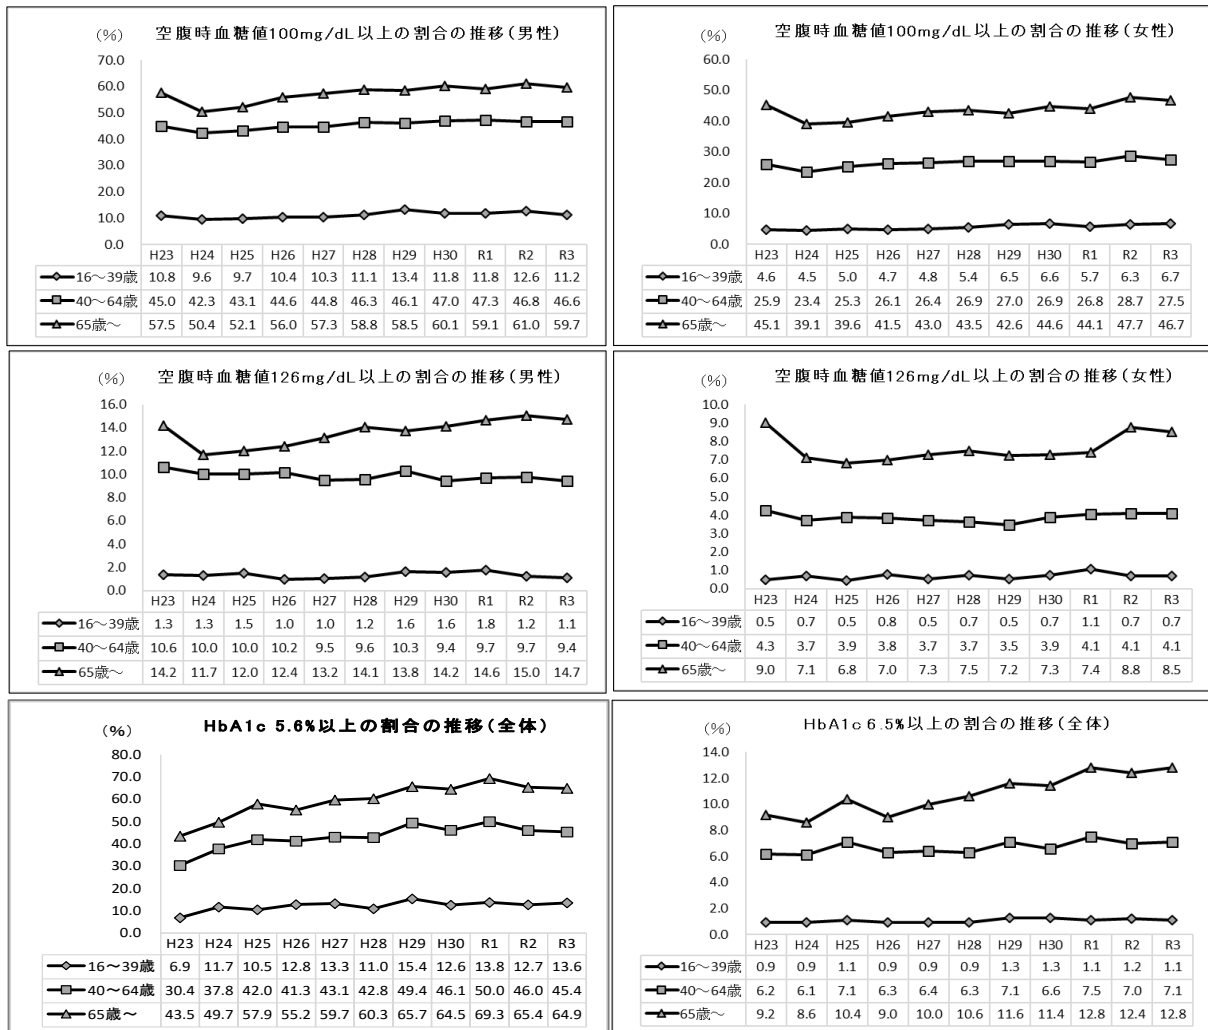 空腹時血糖値100mg/dL以上の割合の推移(男性)
(%)
70.0
60.0
50.0
40.0
30.0
20.0
10.0
0.0
H23 H24 H25 H26 H27 H28 H29 H30 R1 R2 R3
16~39歳 10.8 9.6 9.7 10.4 10.3 11.1 13.4 11.8 11.8 12.6 11.2
40~64歳 45.0 42.3 43.1 44.6 44.8 46.3 46.1 47.0 47.3 46.8 46.6
65歳~ 57.5 50.4 52.1 56.0 57.3 58.8 58.5 60.1 59.1 61.0 59.7
空腹時血糖値100mg/dL以上の割合の推移(女性)
(%)
60.0
50.0
40.0
30.0
20.0
10.0
0.0
H23 H24 H25 H26 H27 H28 H29 H30 R1 R2 R3
16~39歳 4.6 4.5 5.0 4.7 4.8 5.4 6.5 6.6 5.7 6.3 6.7
40~64歳 25.9 23.4 25.3 26.1 26.4 26.9 27.0 26.9 26.8 28.7 27.5
65歳~ 45.1 39.1 39.6 41.5 43.0 43.5 42.6 44.6 44.1 47.7 46.7
空腹時血糖値126mg/dL以上の割合の推移(男性)
(%)
16.0
14.0
12.0
10.0
8.0
6.0
4.0
2.0
0.0
H23 H24 H25 H26 H27 H28 H29 H30 R1 R2 R3
16~39歳 1.3 1.3 1.5 1.0 1.0 1.2 1.6 1.6 1.8 1.2 1.1
40~64歳 10.6 10.0 10.0 10.2 9.5 9.6 10.3 9.4 9.7 9.7 9.4
65歳~ 14.2 11.7 12.0 12.4 13.2 14.1 13.8 14.2 14.6 15.0 14.7
空腹時血糖値126mg/dL以上の割合の推移(女性)
(%)
10.0
9.0
8.0
7.0
6.0
5.0
4.0
3.0
2.0
1.0
0.0
H23 H24 H25 H26 H27 H28 H29 H30 R1 R2 R3
16~39歳 0.5 0.7 0.5 0.8 0.5 0.7 0.5 0.7 1.1 0.7 0.7
40~64歳 4.3 3.7 3.9 3.8 3.7 3.7 3.5 3.9 4.1 4.1 4.1
65歳~ 9.0 7.1 6.8 7.0 7.3 7.5 7.2 7.3 7.4 8.8 8.5
HbA1c 5.6%以上の割合の推移(全体)
(%)
80.0
70.0
60.0
50.0
40.0
30.0
20.0
10.0
0.0
H23 H24 H25 H26 H27 H28 H29 H30 R1 R2 R3
16~39歳 6.9 11.7 10.5 12.8 13.3 11.0 15.4 12.6 13.8 12.7 13.6
40~64歳 30.4 37.8 42.0 41.3 43.1 42.8 49.4 46.1 50.0 46.0 45.4
65歳~ 43.5 49.7 57.9 55.2 59.7 60.3 65.7 64.5 69.3 65.4 64.9
HbA1c 6.5%以上の割合の推移(全体)
(%)
14.0
12.0
10.0
8.0
6.0
4.0
2.0
0.0
H23 H24 H25 H26 H27 H28 H29 H30 R1 R2 R3
16~39歳 0.9 0.9 1.1 0.9 0.9 0.9 1.3 1.3 1.1 1.2 1.1
40~64歳 6.2 6.1 7.1 6.3 6.4 6.3 7.1 6.6 7.5 7.0 7.1
65歳~ 9.2 8.6 10.4 9.0 10.0 10.6 11.6 11.4 12.8 12.4 12.8